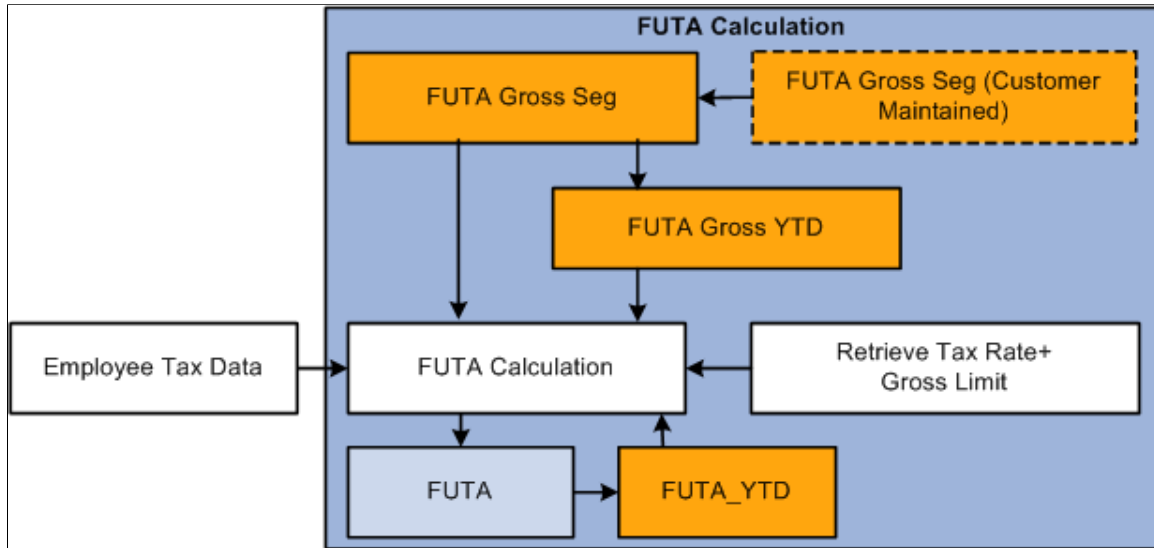 FUTA Calculation
FUTA Gross Seg
FUTA Gross Seg (Customer
Maintained)
FUTA Gross YTD
Employee Tax Data
FUTA Calculation
Retrieve Tax Rate+
Gross Limit
FUTA
FUTA_YTD